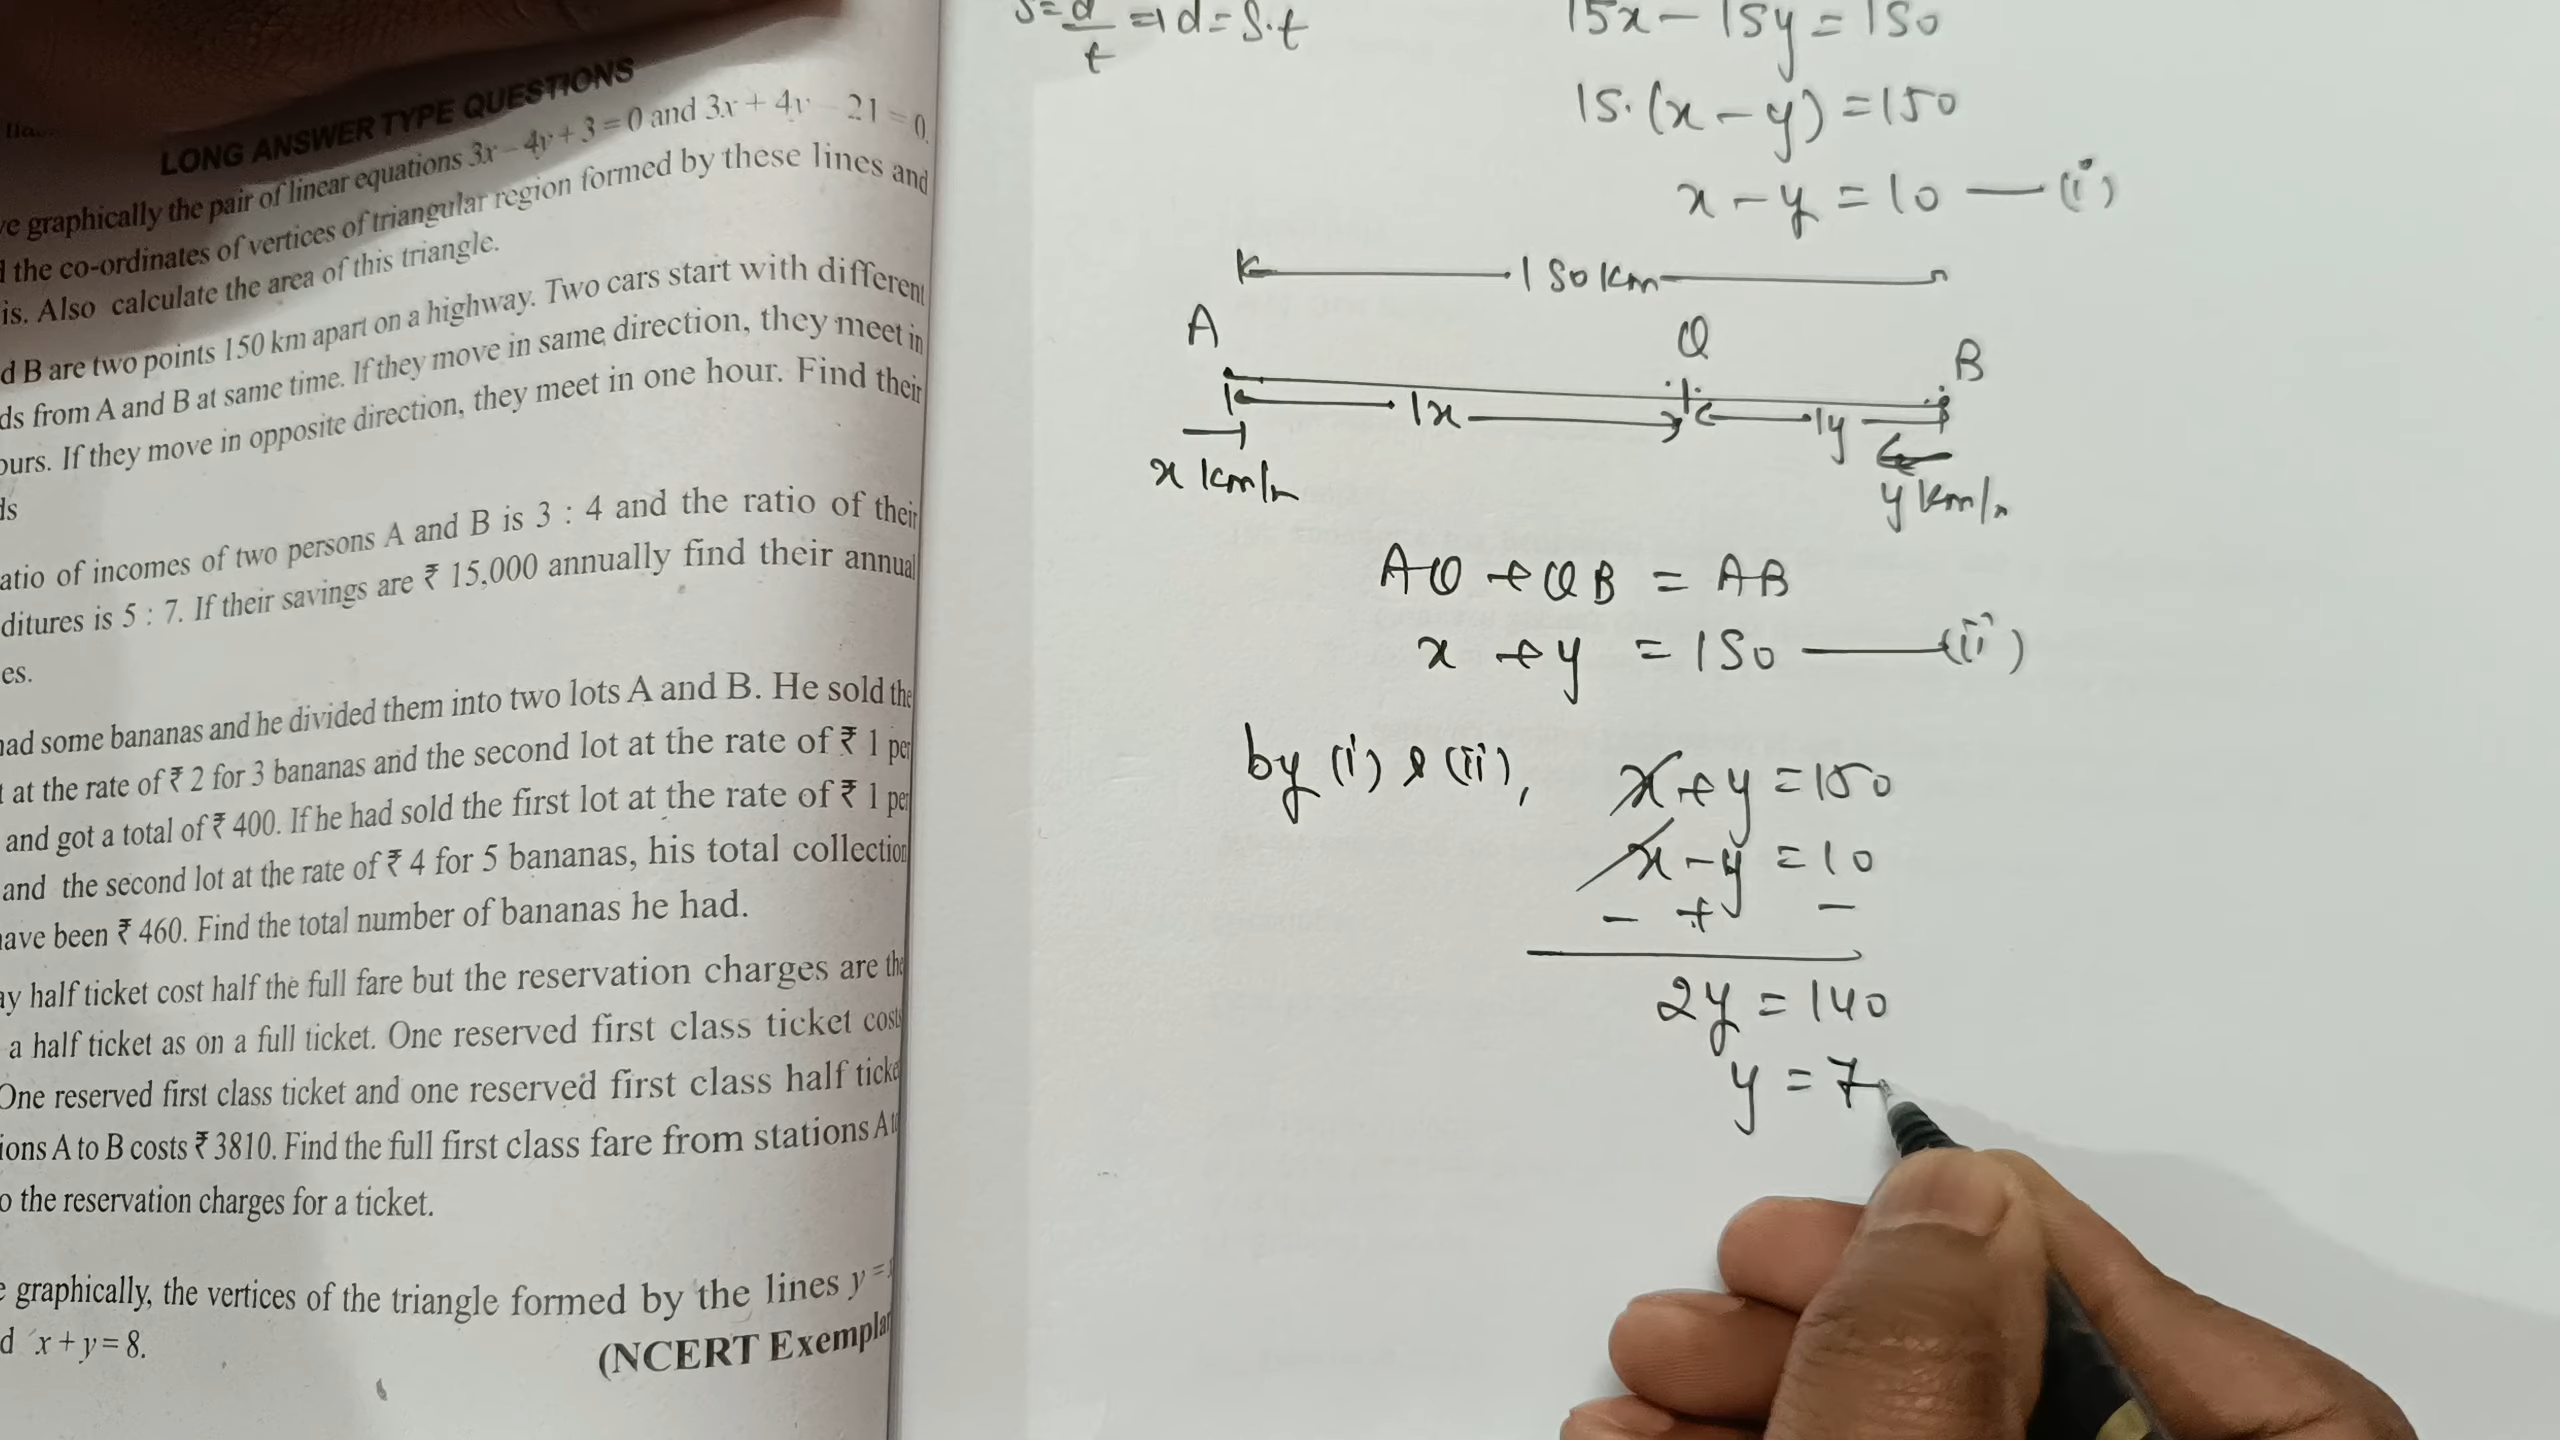 LONG ANSWER TYPE QUESTIONS
graphically the pair of linear equations 3x – 4y + 3 = 0 and 3x + 4y – 21 = 0.
the co-ordinates of vertices of triangular region formed by these lines and
is. Also calculate the area of this triangle.
d B are two points 150 km apart on a highway. Two cars start with different
ds from A and B at same time. If they move in same direction, they meet in
ours. If they move in opposite direction, they meet in one hour. Find their
ds
atio of incomes of two persons A and B is 3 : 4 and the ratio of their
ditures is 5 : 7. If their savings are ₹ 15,000 annually find their annual
es.
had some bananas and he divided them into two lots A and B. He sold the
t at the rate of ₹ 2 for 3 bananas and the second lot at the rate of ₹ 1 per
and got a total of ₹ 400. If he had sold the first lot at the rate of ₹ 1 per
and the second lot at the rate of ₹ 4 for 5 bananas, his total collection
have been ₹ 460. Find the total number of bananas he had.
ay half ticket cost half the full fare but the reservation charges are the
a half ticket as on a full ticket. One reserved first class ticket costs
One reserved first class ticket and one reserved first class half ticke
ions A to B costs ₹ 3810. Find the full first class fare from stations A to
o the reservation charges for a ticket.
e graphically, the vertices of the triangle formed by the lines y =
d x + y = 8.
(NCERT Exemplar
S = d/t ⇒ d = S.t
15x – 15y = 150
15.(x – y) = 150
x – y = 10 — (i)
150 km
A Q B
1x 1y
x km/h y km/h
AQ + QB = AB
x + y = 150 — (ii)
by (i) & (ii), x + y = 150
x – y = 10
– + –
2y = 140
y = 7